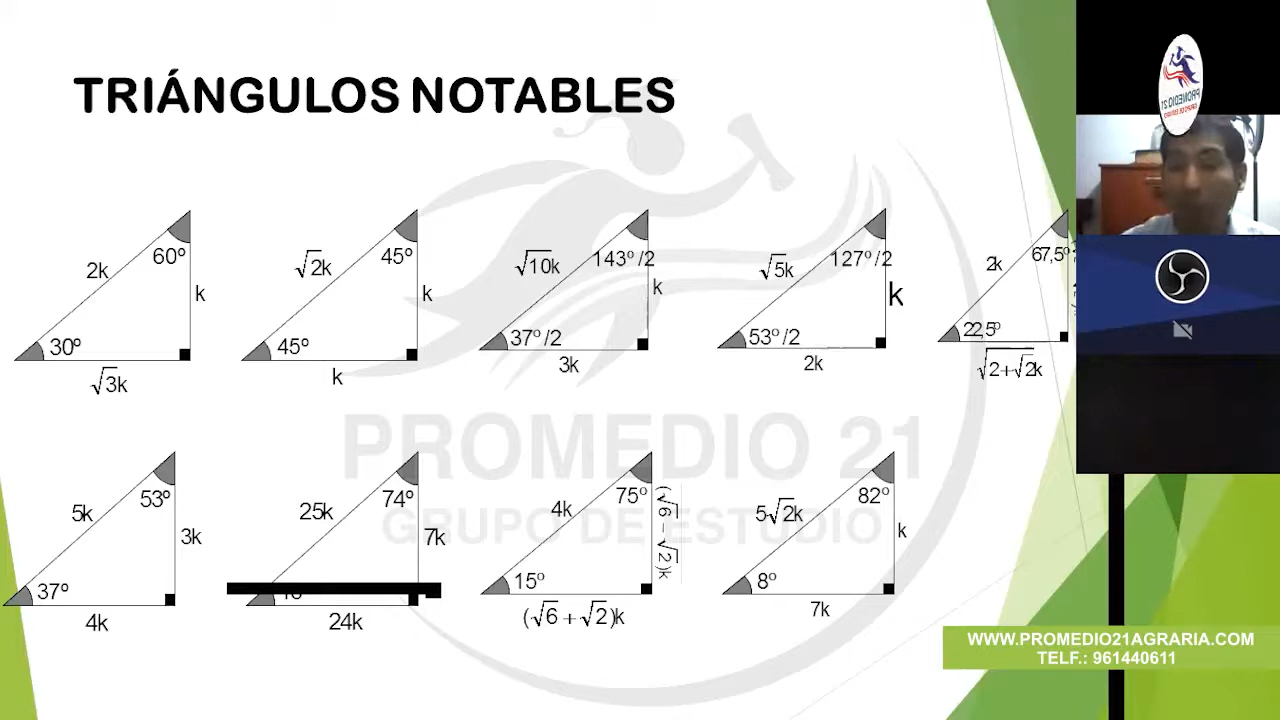 TRIÁNGULOS NOTABLES
2k
60º
k
30º
√3k
√2k
45º
k
45º
k
√10k
143º/2
k
37º/2
3k
√5k
127º/2
k
53º/2
2k
2k
67,5º
22,5º
√2+√2k
5k
53º
3k
37º
4k
25k
74º
7k
24k
4k
75º
(√6 − √2)k
15º
(√6 + √2)k
5√2k
82º
k
8º
7k
PROMEDIO 21
GRUPO DE ESTUDIO
PROMEDIO 21
WWW.PROMEDIO21AGRARIA.COM
TELF.: 961440611